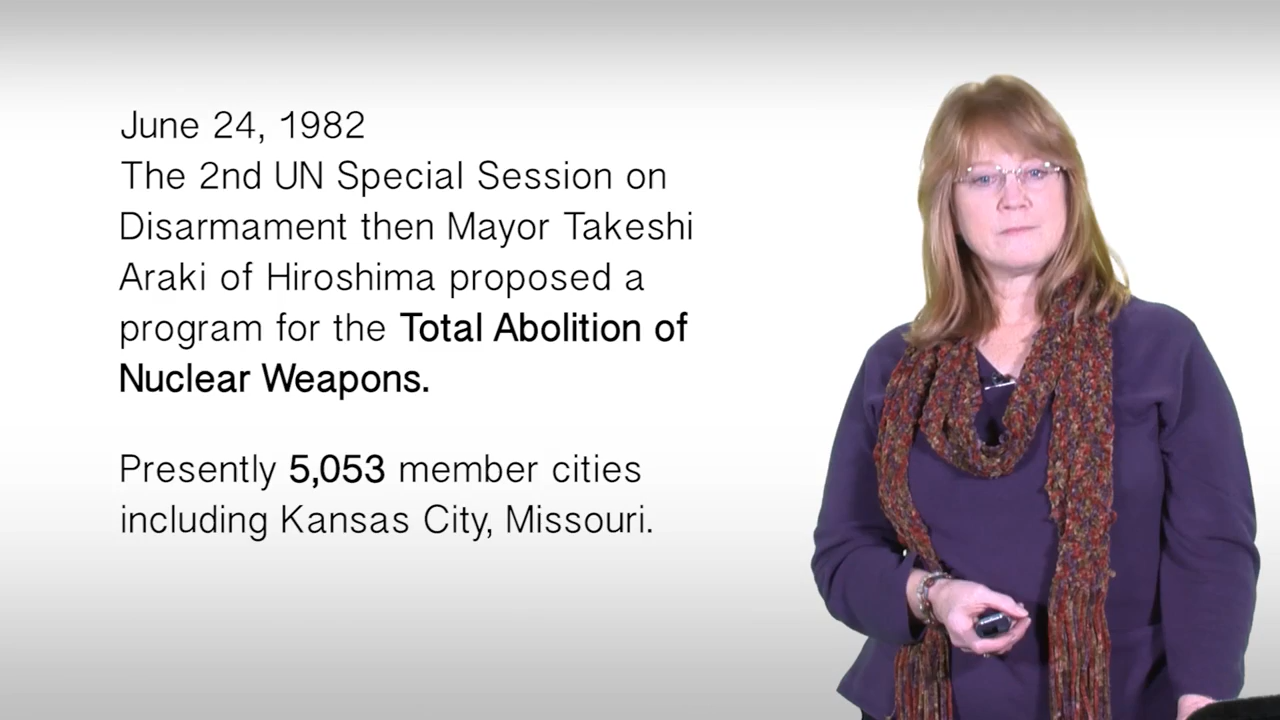 June 24, 1982
The 2nd UN Special Session on
Disarmament then Mayor Takeshi
Araki of Hiroshima proposed a
program for the Total Abolition of
Nuclear Weapons.
Presently 5,053 member cities
including Kansas City, Missouri.